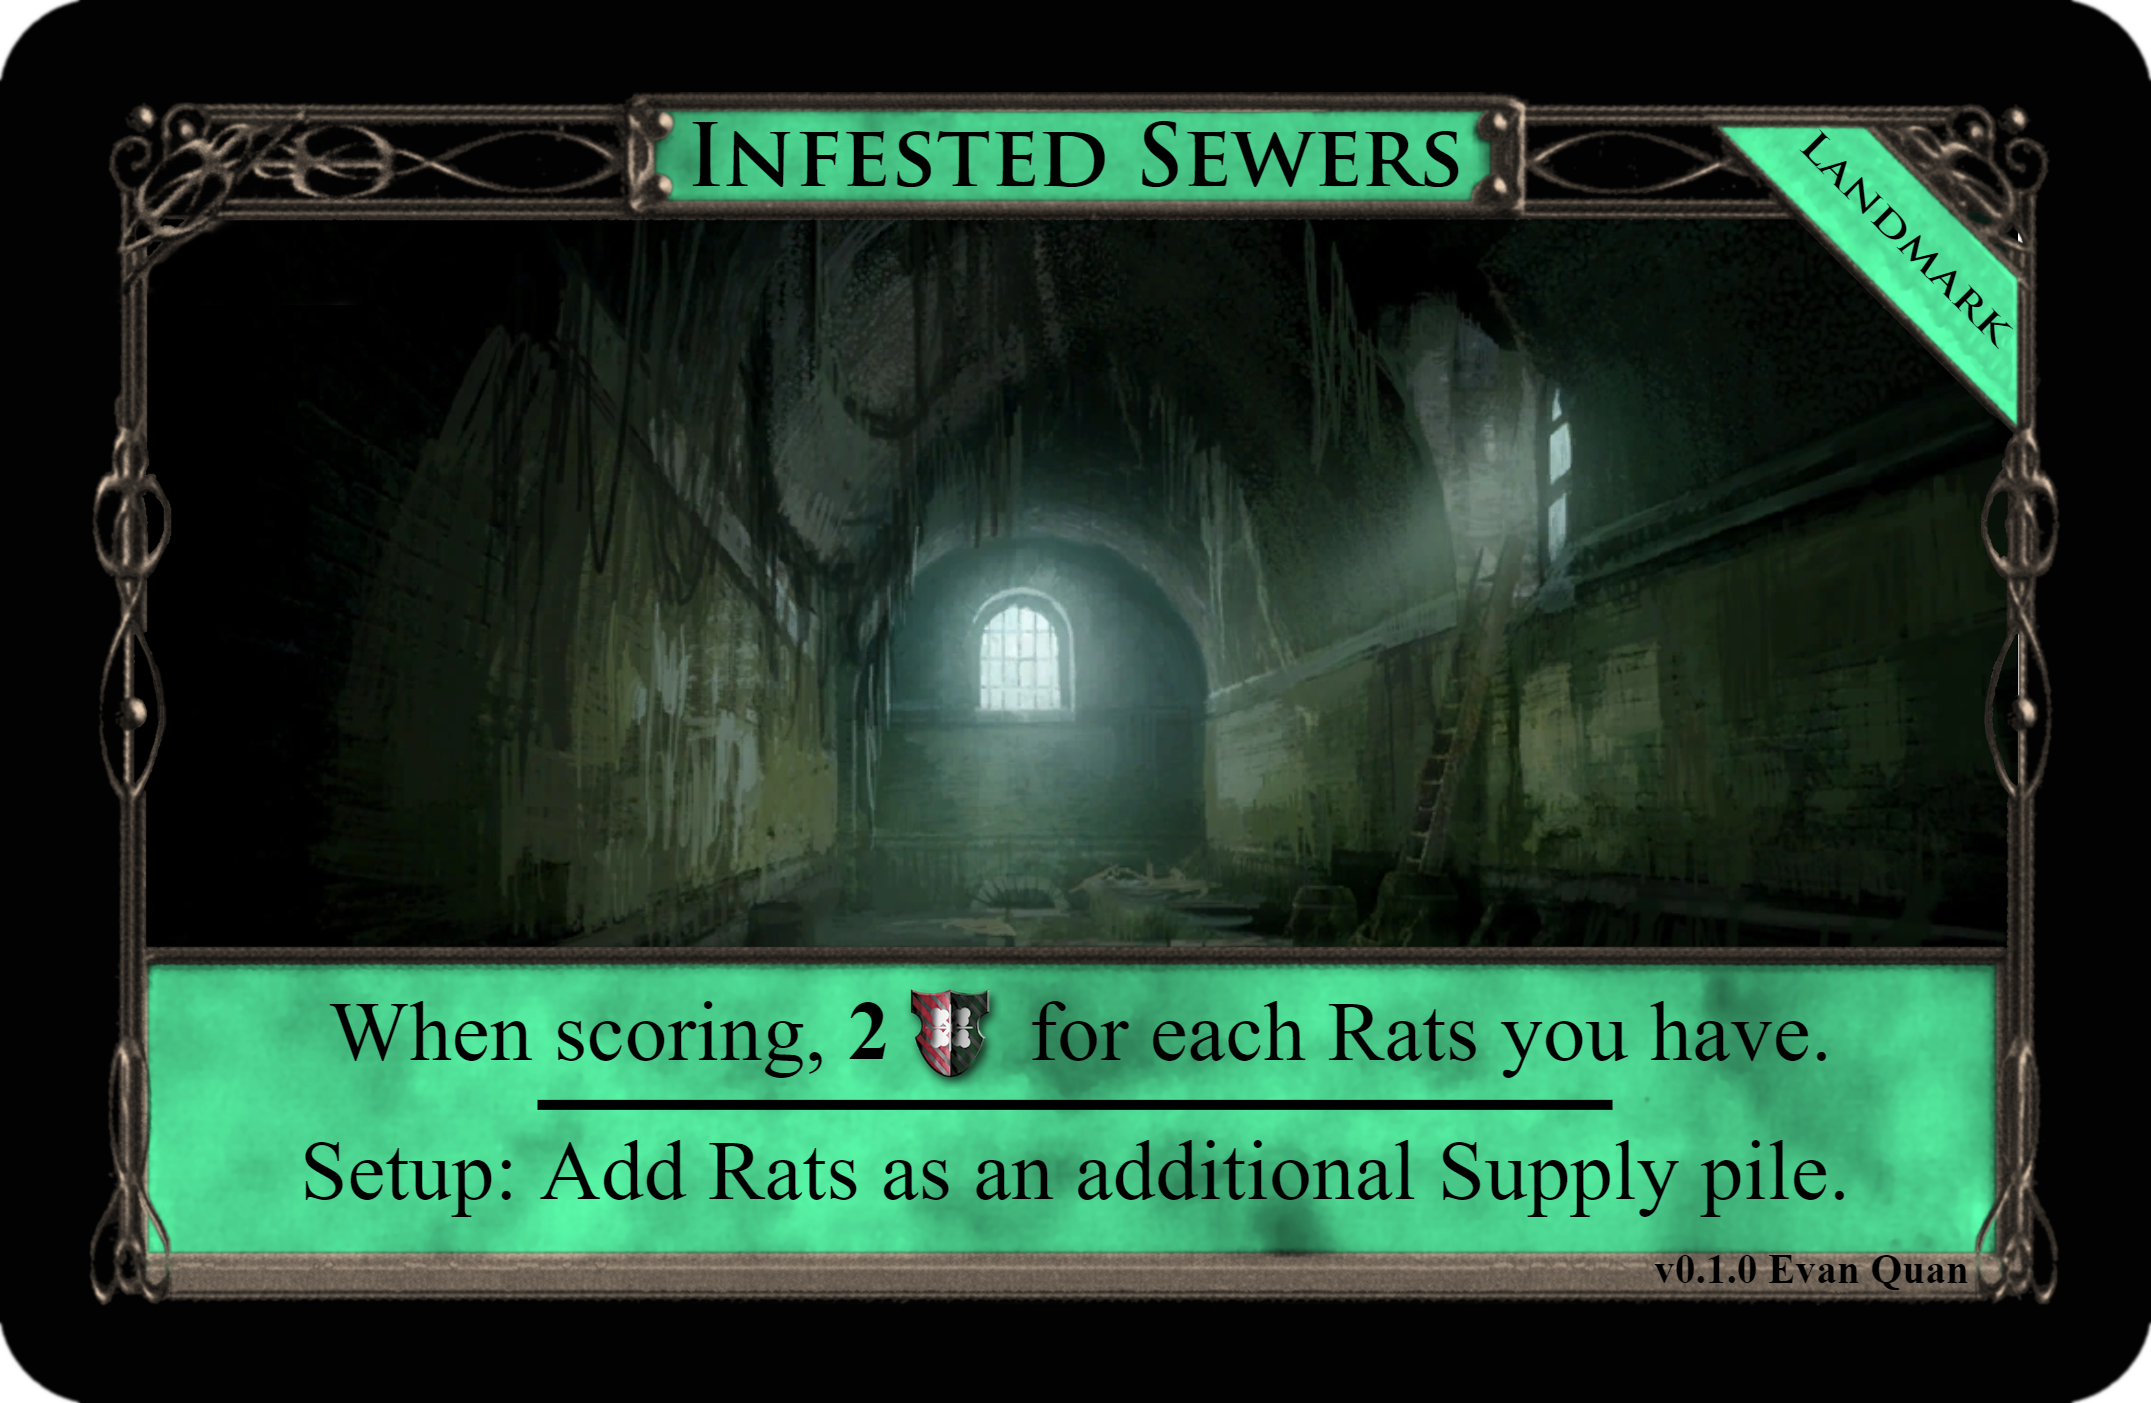 INFESTED SEWERS
LANDMARK
When scoring, 2 for each Rats you have.
Setup: Add Rats as an additional Supply pile.
v0.1.0 Evan Quan